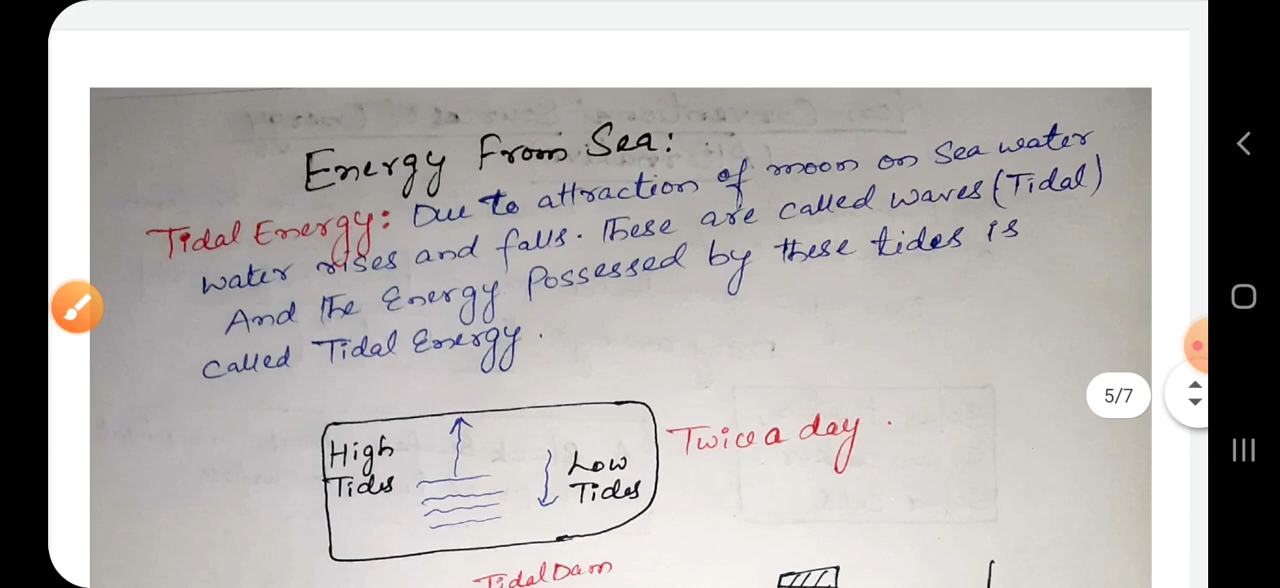 Energy From Sea:
Tidal Energy: Due to attraction of moon on Sea water
water rises and falls. These are called waves (Tidal)
And the Energy Possessed by these tides is
called Tidal Energy.
5/7
High
Tides
Low
Tides
Twice a day.
Tidal Dam